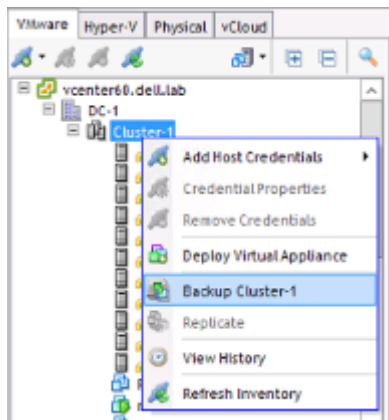 VMware Hyper-V Physical vCloud
vcenter60.dell.lab
DC-1
Cluster-1
Add Host Credentials
Credential Properties
Remove Credentials
Deploy Virtual Appliance
Backup Cluster-1
Replicate
View History
Refresh Inventory